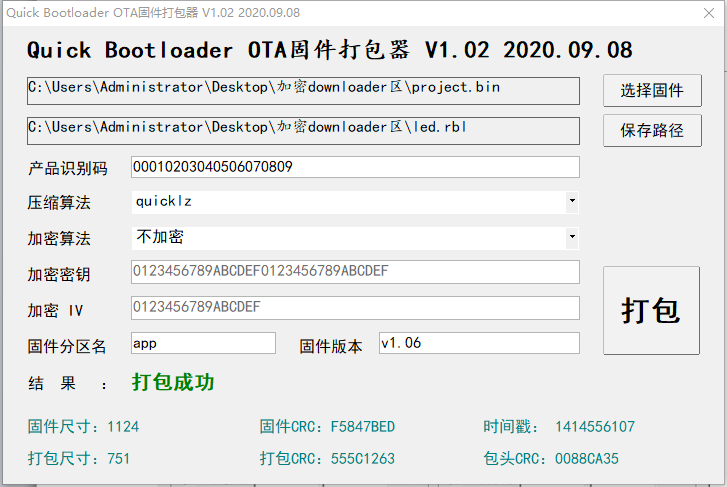 Quick Bootloader OTA固件打包器 V1.02 2020.09.08
Quick Bootloader OTA固件打包器 V1.02 2020.09.08
C:\Users\Administrator\Desktop\加密downloader区\project.bin 选择固件
C:\Users\Administrator\Desktop\加密downloader区\led.rbl 保存路径
产品识别码 00010203040506070809
压缩算法 quicklz
加密算法 不加密
加密密钥 0123456789ABCDEF0123456789ABCDEF
加密 IV 0123456789ABCDEF
打包
固件分区名 app 固件版本 v1.06
结 果 : 打包成功
固件尺寸: 1124 固件CRC: F5847BED 时间戳: 1414556107
打包尺寸: 751 打包CRC: 555C1263 包头CRC: 0088CA35